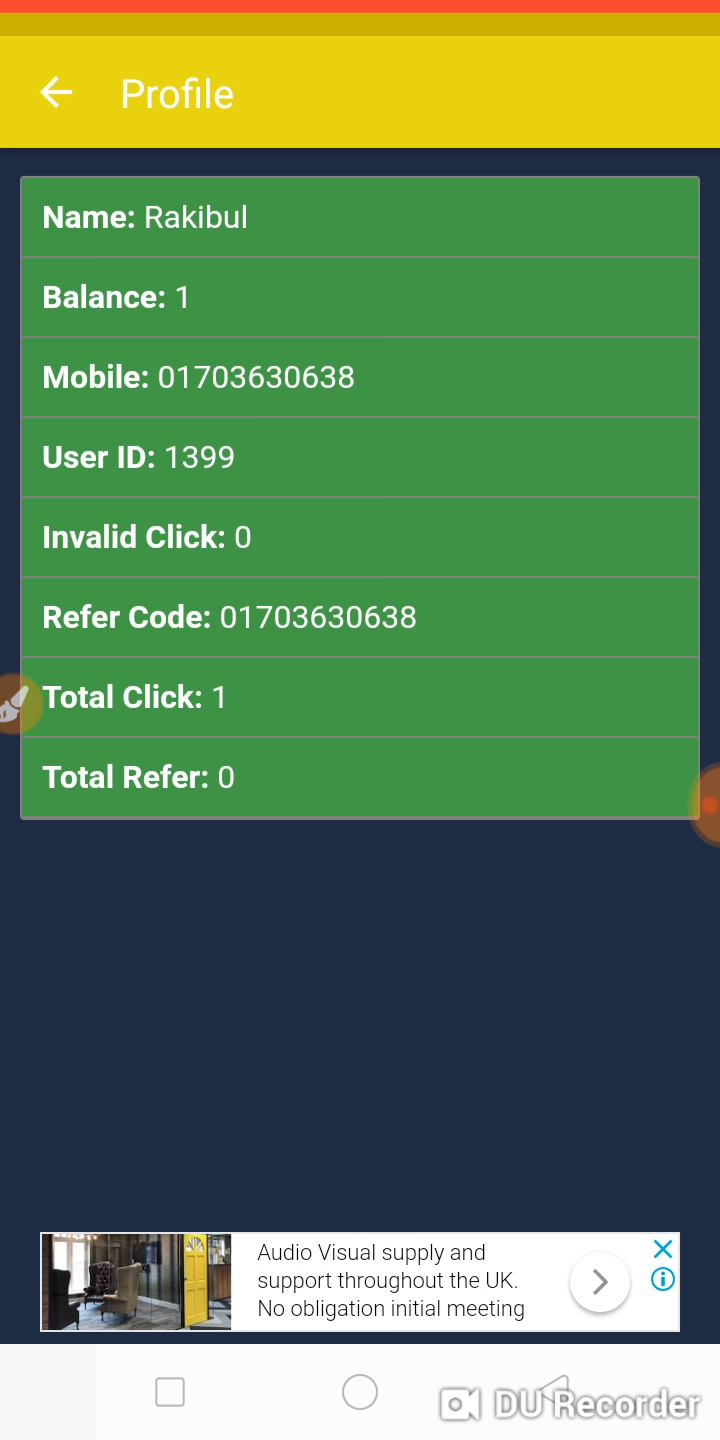 Profile
Name: Rakibul
Balance: 1
Mobile: 01703630638
User ID: 1399
Invalid Click: 0
Refer Code: 01703630638
Total Click: 1
Total Refer: 0
Audio Visual supply and
support throughout the UK.
No obligation initial meeting
DU Recorder